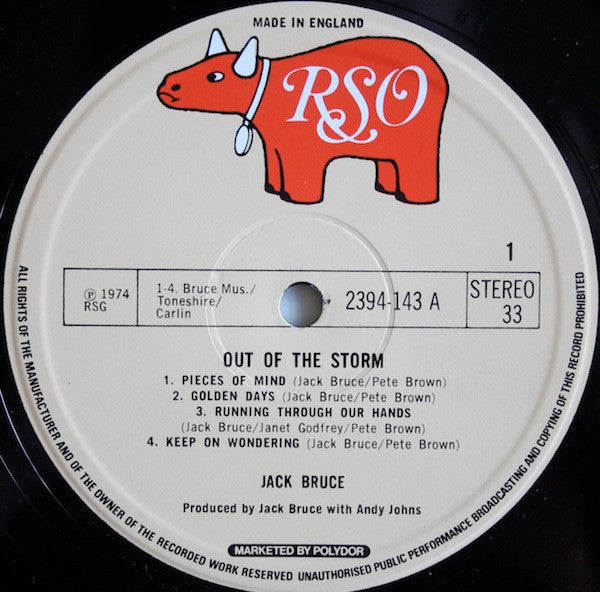 MADE IN ENGLAND
RSO
1
℗ 1974
RSG
1-4. Bruce Mus./
Toneshire/
Carlin
2394-143 A
STEREO
33
OUT OF THE STORM
1. PIECES OF MIND (Jack Bruce/Pete Brown)
2. GOLDEN DAYS (Jack Bruce/Pete Brown)
3. RUNNING THROUGH OUR HANDS
(Jack Bruce/Janet Godfrey/Pete Brown)
4. KEEP ON WONDERING (Jack Bruce/Pete Brown)
JACK BRUCE
Produced by Jack Bruce with Andy Johns
MARKETED BY POLYDOR
ALL RIGHTS OF THE MANUFACTURER AND OF THE OWNER OF THE RECORDED WORK RESERVED UNAUTHORISED PUBLIC PERFORMANCE BROADCASTING AND COPYING OF THIS RECORD PROHIBITED